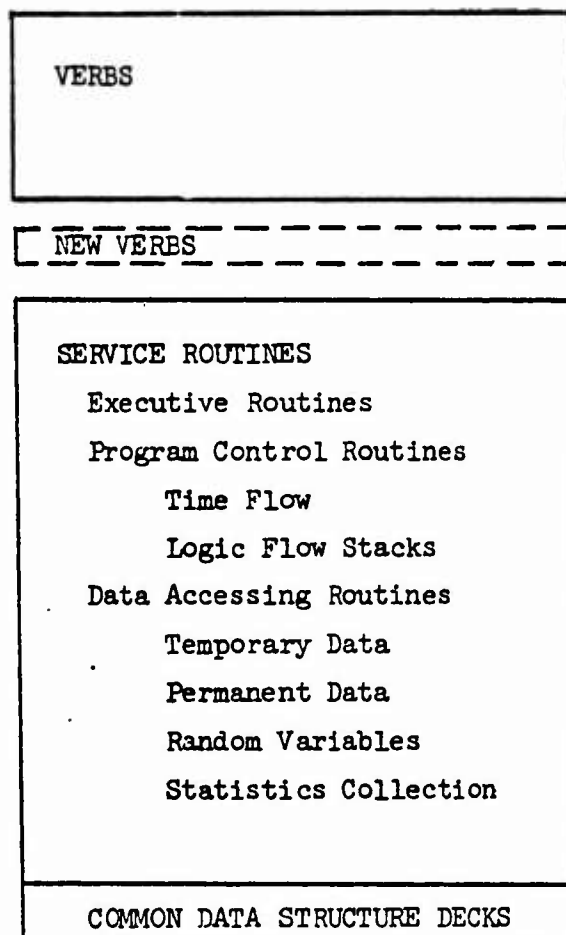 VERBS
NEW VERBS
SERVICE ROUTINES
Executive Routines
Program Control Routines
Time Flow
Logic Flow Stacks
Data Accessing Routines
Temporary Data
Permanent Data
Random Variables
Statistics Collection
COMMON DATA STRUCTURE DECKS